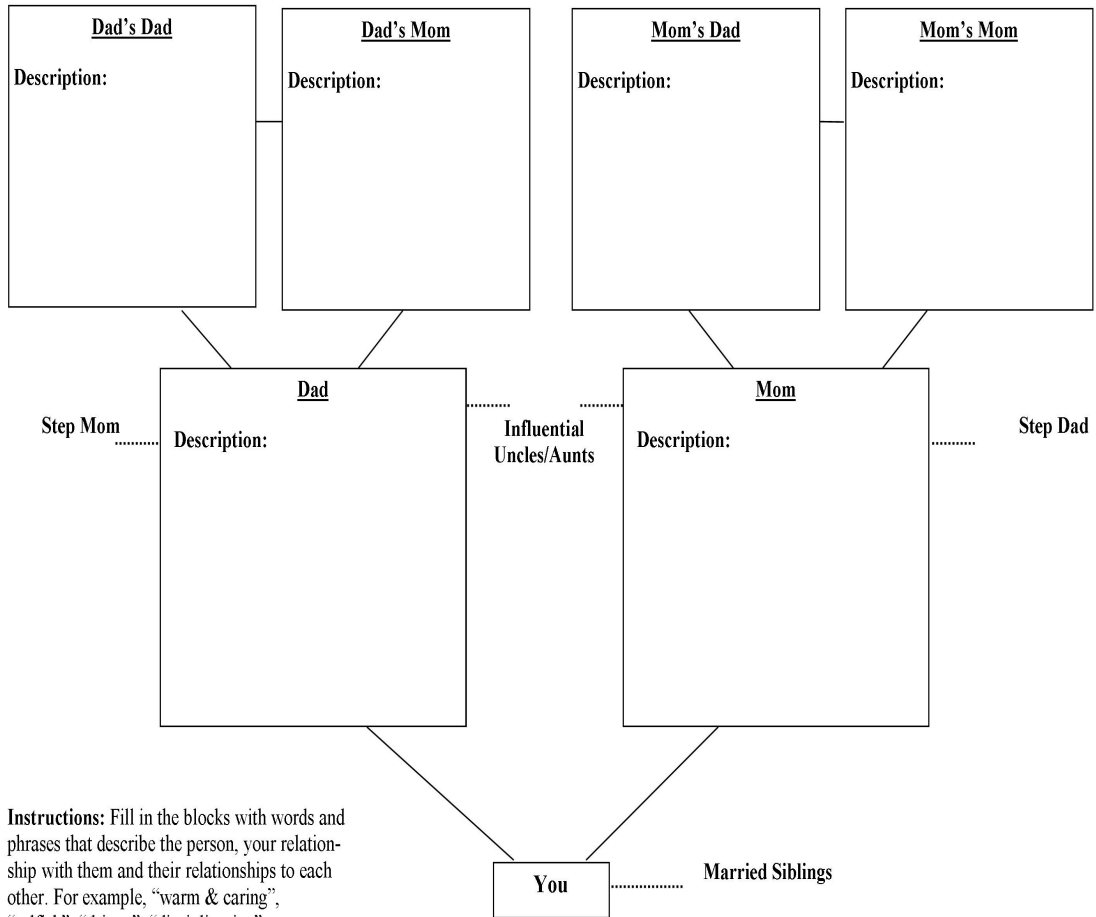 Dad's Dad
Dad's Mom
Mom's Dad
Mom's Mom
Description:
Description:
Description:
Description:
Dad
Mom
Step Mom
Description:
Influential
Uncles/Aunts
Description:
Step Dad
Instructions: Fill in the blocks with words and
phrases that describe the person, your relation-
ship with them and their relationships to each
other. For example, “warm & caring”,
You
Married Siblings